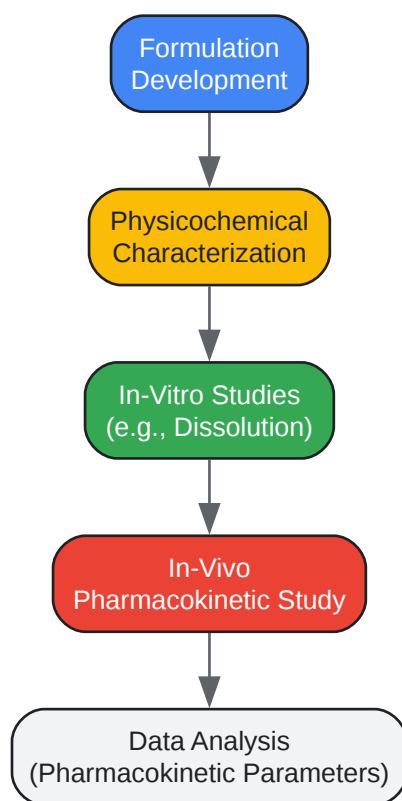 Formulation
Development
Physicochemical
Characterization
In-Vitro Studies
(e.g., Dissolution)
In-Vivo
Pharmacokinetic Study
Data Analysis
(Pharmacokinetic Parameters)